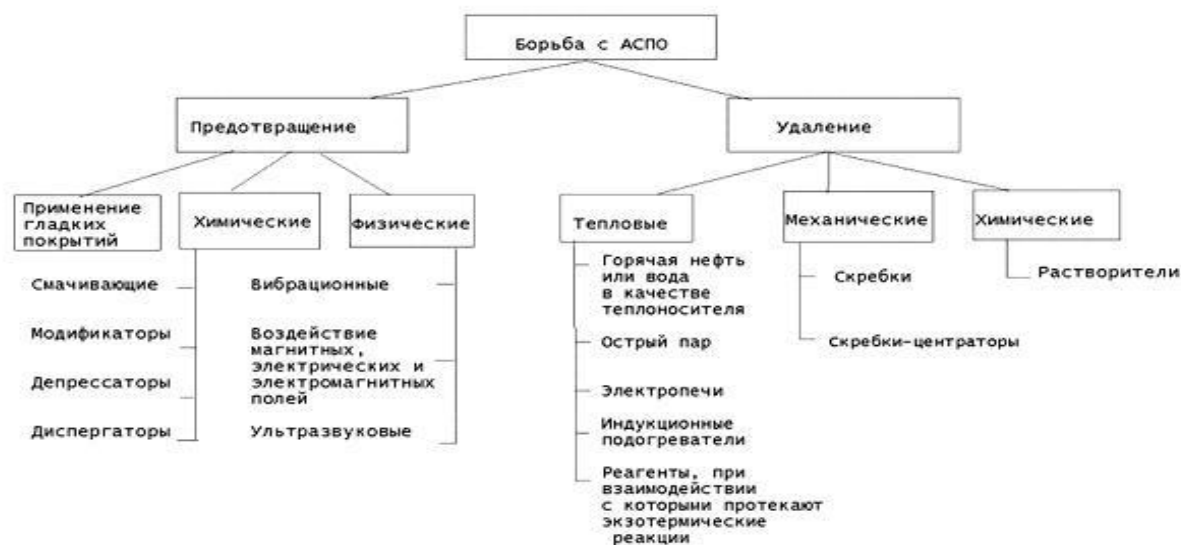 Борьба с АСПО
Предотвращение
Удаление
Применение
гладких
покрытий
Химические
Физические
Тепловые
Механические
Химические
Смачивающие
Модификаторы
Депрессаторы
Диспергаторы
Вибрационные
Воздействие
магнитных,
электрических и
электромагнитных
полей
Ультразвуковые
Горячая нефть
или вода
в качестве
теплоносителя
Острый пар
Электропечи
Индукционные
подогреватели
Реагенты, при
взаимодействии
с которыми протекают
экзотермические
реакции
Скребки
Скребки-центраторы
Растворители